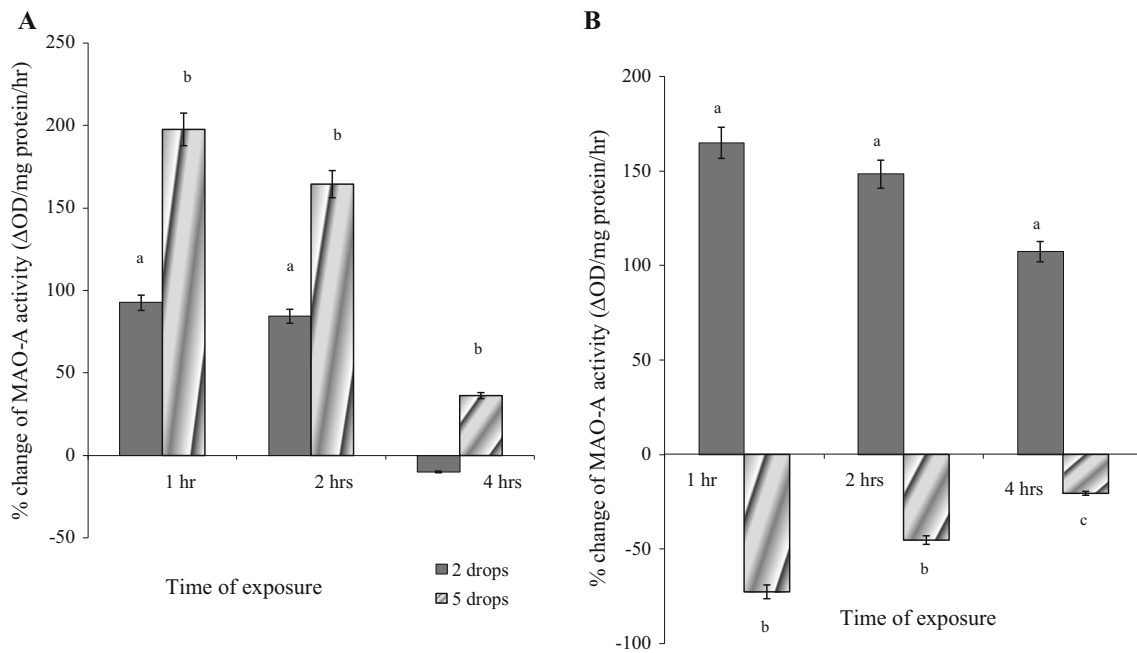 A
% change of MAO-A activity (ΔOD/mg protein/hr)
250
200
150
100
50
0
-50
b
a
b
a
b
1 hr
2 hrs
4 hrs
Time of exposure
2 drops
5 drops
B
% change of MAO-A activity (ΔOD/mg protein/hr)
200
150
100
50
0
-50
-100
a
a
a
1 hr
2 hrs
4 hrs
b
b
c
Time of exposure